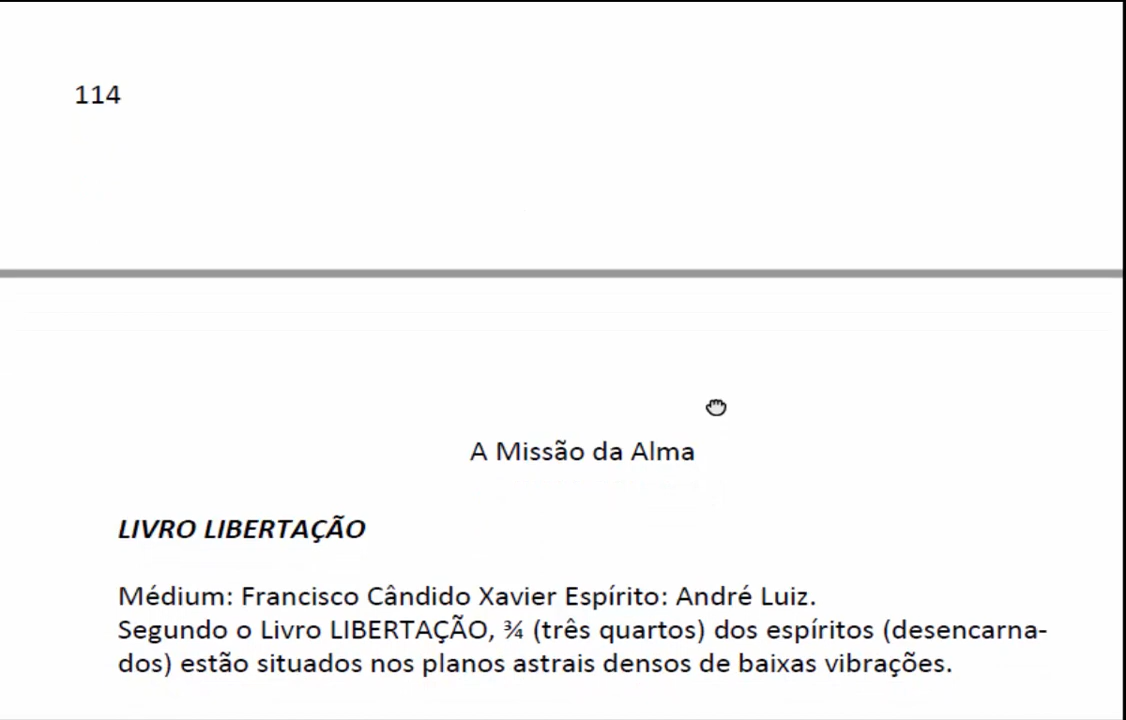 114
A Missão da Alma
LIVRO LIBERTAÇÃO
Médium: Francisco Cândido Xavier Espírito: André Luiz.
Segundo o Livro LIBERTAÇÃO, ¾ (três quartos) dos espíritos (desencarna-
dos) estão situados nos planos astrais densos de baixas vibrações.